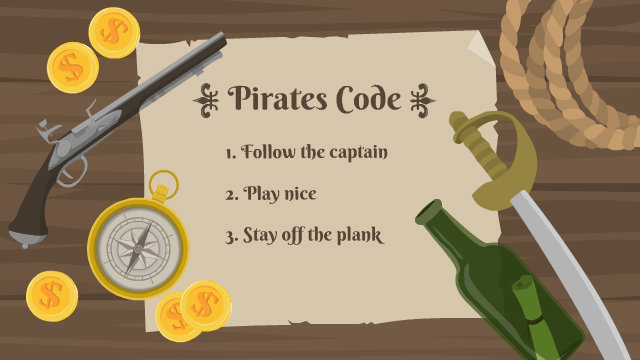 Pirates Code
1. Follow the captain
2. Play nice
3. Stay off the plank
$
$
$
$
$